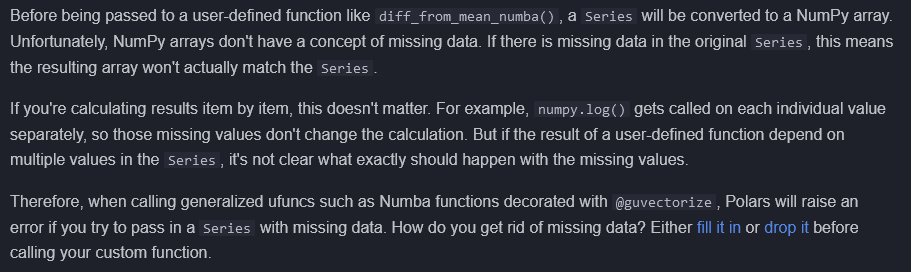 Before being passed to a user-defined function like diff_from_mean_numba(), a Series will be converted to a NumPy array.
Unfortunately, NumPy arrays don't have a concept of missing data. If there is missing data in the original Series, this means
the resulting array won't actually match the Series.
If you're calculating results item by item, this doesn't matter. For example, numpy.log() gets called on each individual value
separately, so those missing values don't change the calculation. But if the result of a user-defined function depend on
multiple values in the Series, it's not clear what exactly should happen with the missing values.
Therefore, when calling generalized ufuncs such as Numba functions decorated with @guvectorize, Polars will raise an
error if you try to pass in a Series with missing data. How do you get rid of missing data? Either fill it in or drop it before
calling your custom function.